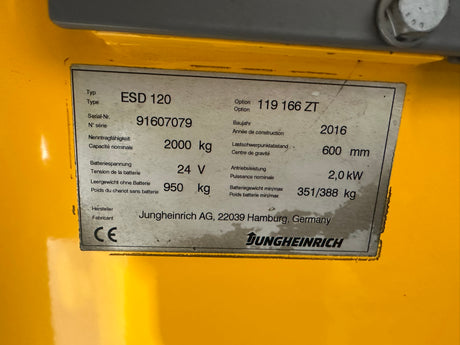 Typ
Type ESD 120 Option
Option 119 166 ZT
Serial-Nr.
N° série 91607079 Baujahr
Année de construction 2016
Nenntragfähigkeit
Capacité nominale 2000 kg Lastschwerpunktabstand
Centre de gravité 600 mm
Batteriespannung
Tension de la batterie 24 V Antriebsleistung
Puissance nominale 2,0 kW
Leergewicht ohne Batterie
Poids du chariot sans batterie 950 kg Batteriegewicht min/max
Poids batterie min/max 351/388 kg
Hersteller
Fabricant Jungheinrich AG, 22039 Hamburg, Germany
CE JUNGHEINRICH